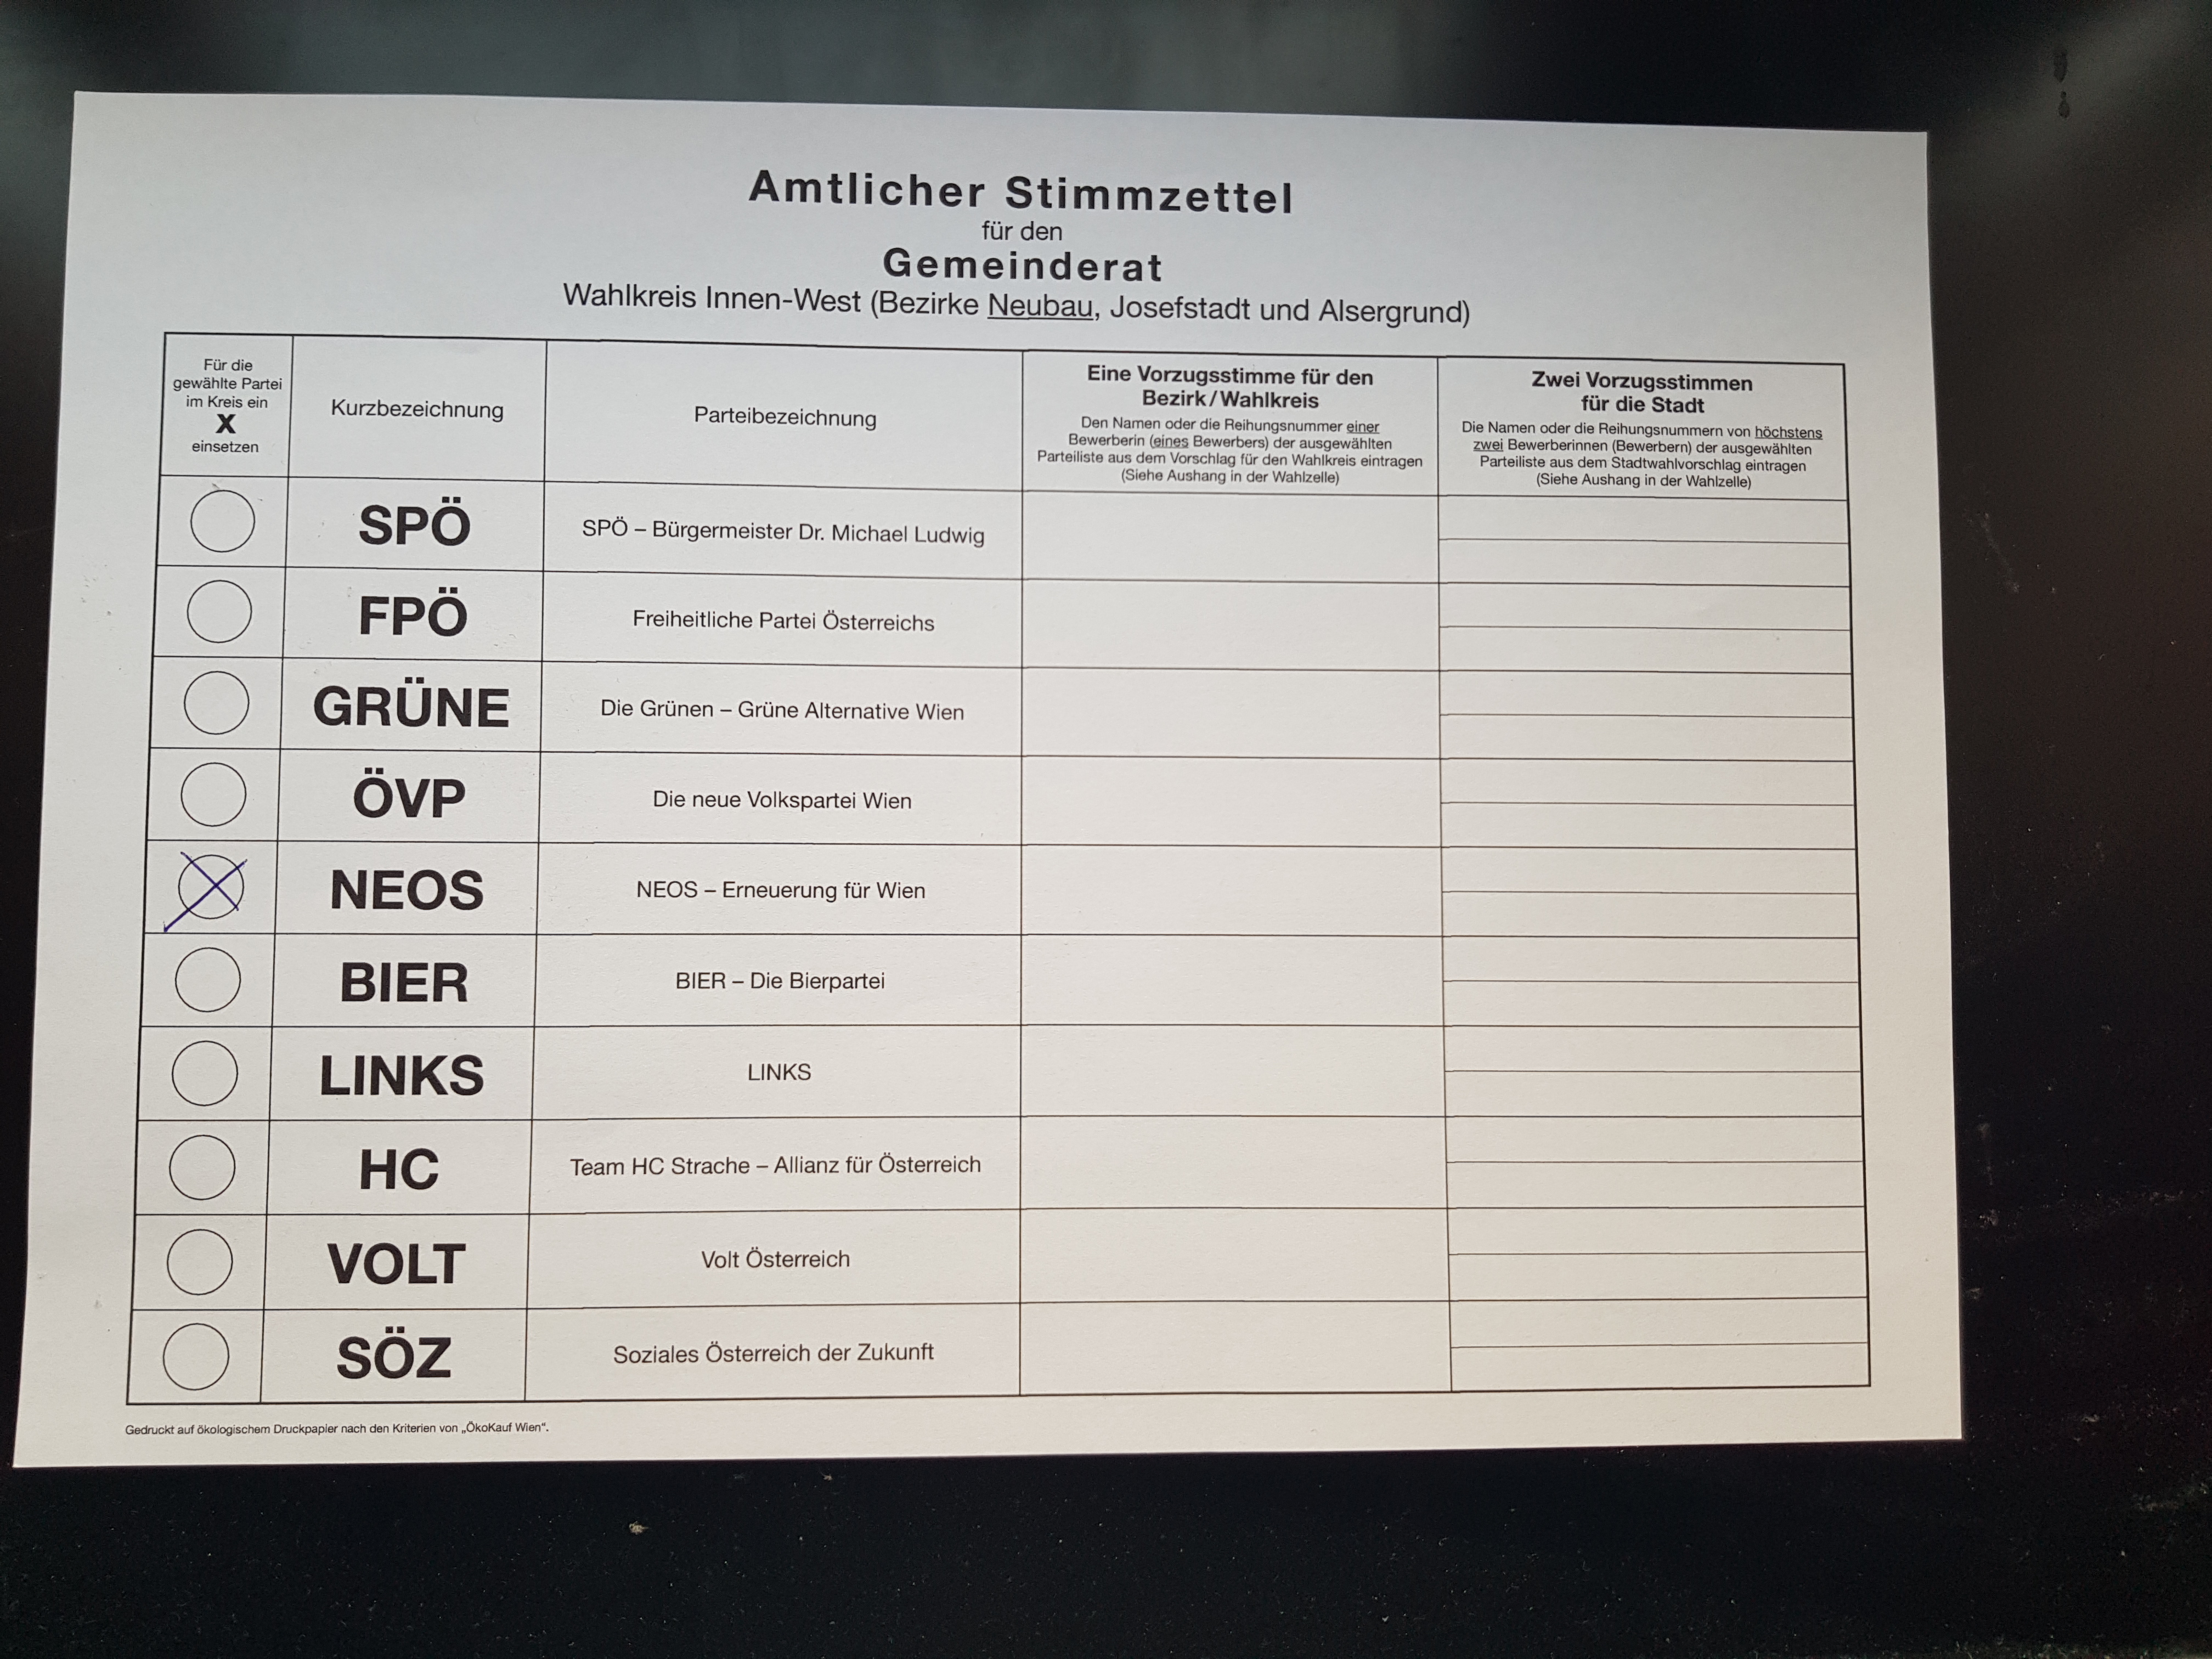 Amtlicher Stimmzettel
für den
Gemeinderat
Wahlkreis Innen-West (Bezirke Neubau, Josefstadt und Alsergrund)
Für die
gewählte Partei
im Kreis ein
X
einsetzen
Kurzbezeichnung
Parteibezeichnung
Eine Vorzugsstimme für den
Bezirk/Wahlkreis
Den Namen oder die Reihungsnummer einer
Bewerberin (eines Bewerbers) der ausgewählten
Parteiliste aus dem Vorschlag für den Wahlkreis eintragen
(Siehe Aushang in der Wahlzelle)
Zwei Vorzugsstimmen
für die Stadt
Die Namen oder die Reihungsnummern von höchstens
zwei Bewerberinnen (Bewerbern) der ausgewählten
Parteiliste aus dem Stadtwahlvorschlag eintragen
(Siehe Aushang in der Wahlzelle)
SPÖ SPÖ – Bürgermeister Dr. Michael Ludwig
FPÖ Freiheitliche Partei Österreichs
GRÜNE Die Grünen – Grüne Alternative Wien
ÖVP Die neue Volkspartei Wien
X NEOS NEOS – Erneuerung für Wien
BIER BIER – Die Bierpartei
LINKS LINKS
HC Team HC Strache – Allianz für Österreich
VOLT Volt Österreich
SÖZ Soziales Österreich der Zukunft
Gedruckt auf ökologischem Druckpapier nach den Kriterien von „ÖkoKauf Wien“.